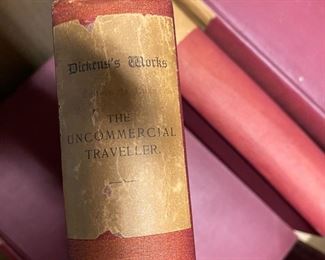 Dickens's Works
THE
UNCOMMERCIAL
TRAVELLER.